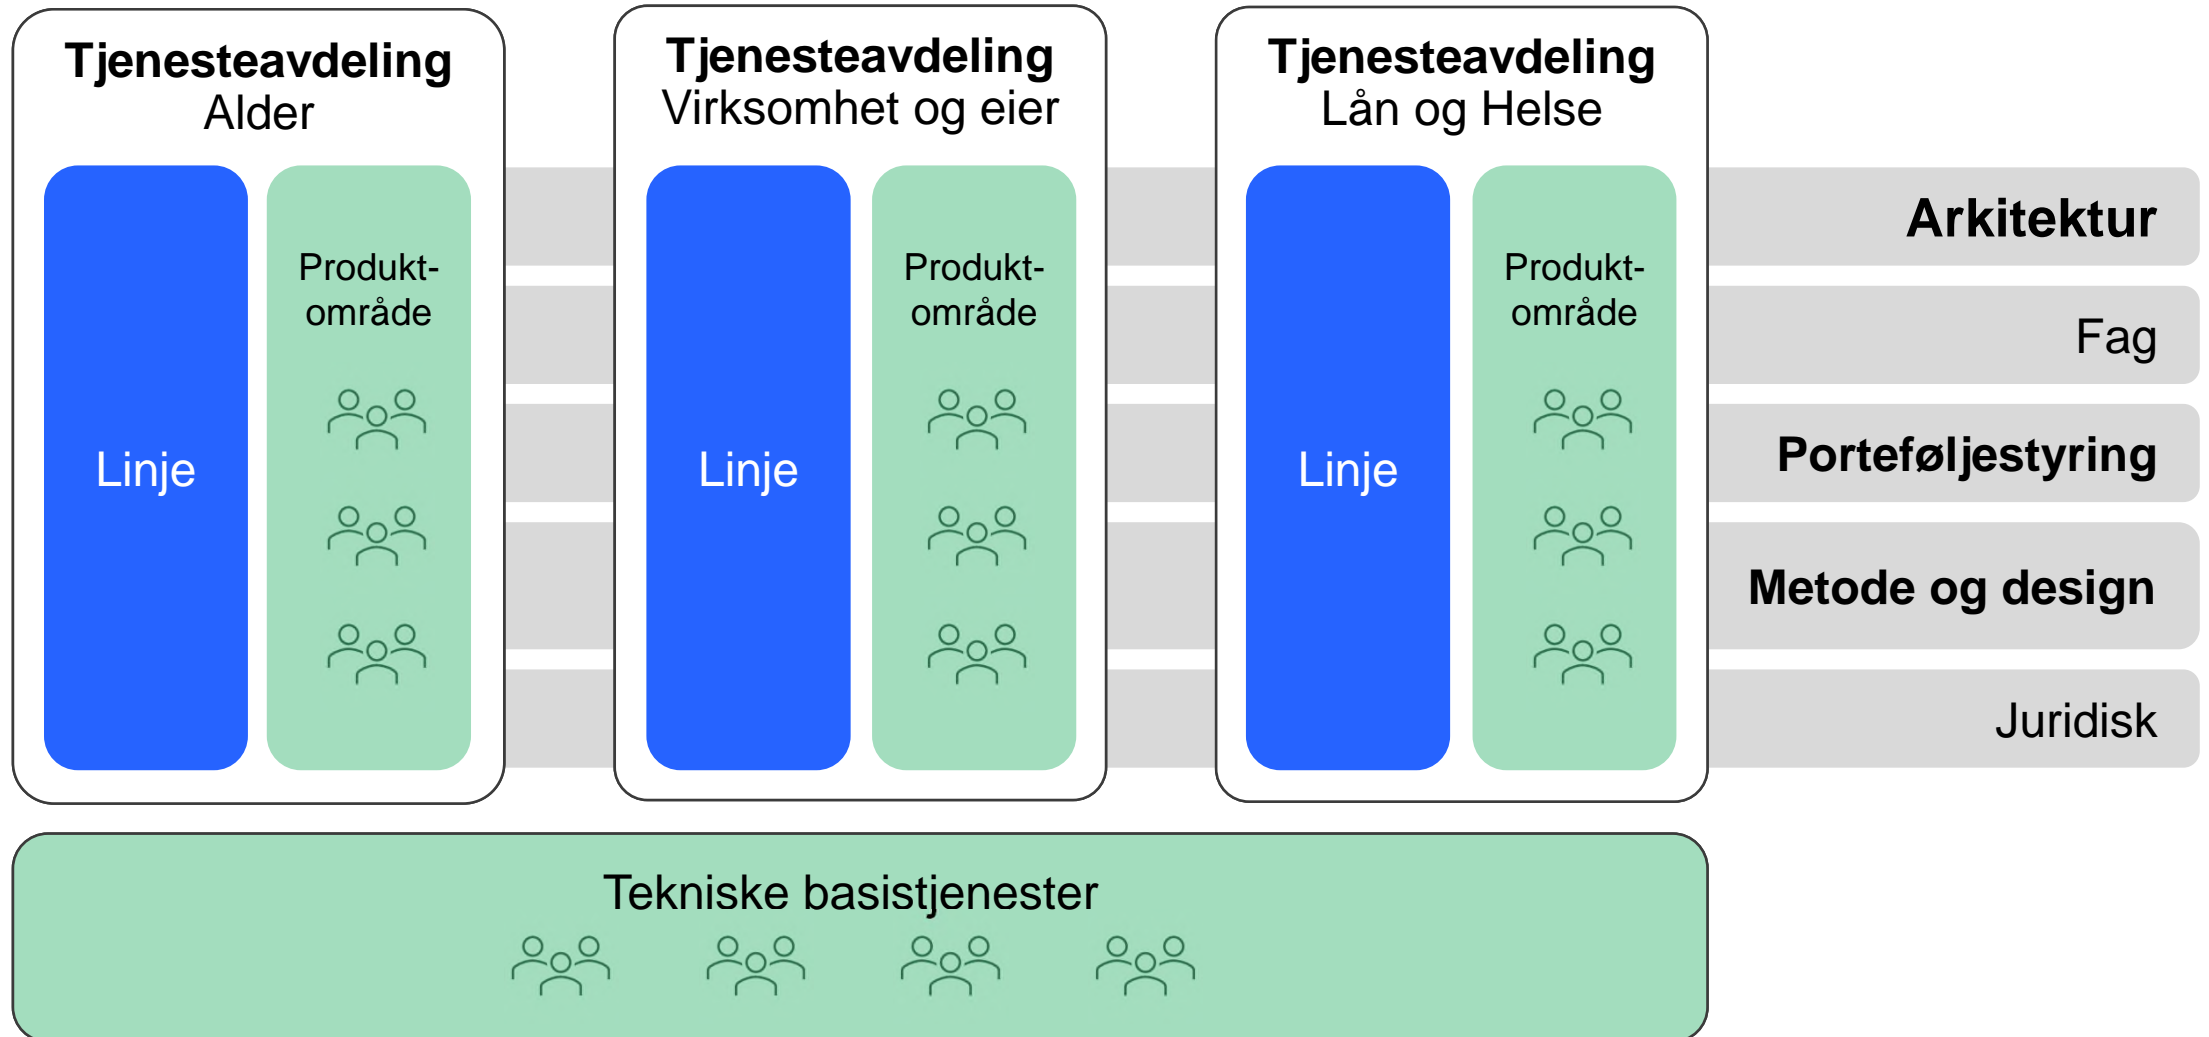 Tjenesteavdeling
Alder
Linje
Produkt-
område
Tjenesteavdeling
Virksomhet og eier
Linje
Produkt-
område
Tjenesteavdeling
Lån og Helse
Linje
Produkt-
område
Arkitektur
Fag
Porteføljestyring
Metode og design
Juridisk
Tekniske basistjenester